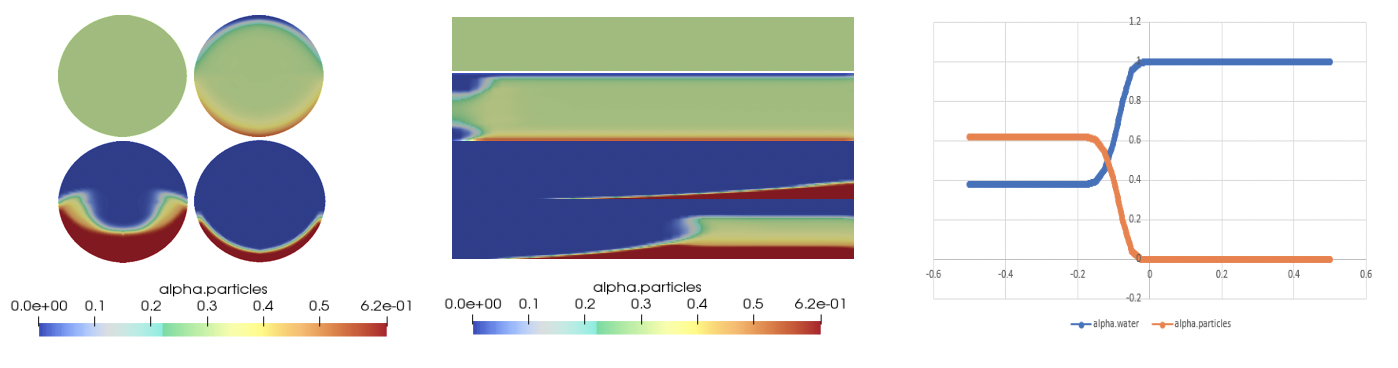 alpha.particles
0.0e+00 0.1 0.2 0.3 0.4 0.5 6.2e-01
alpha.particles
0.0e+00 0.1 0.2 0.3 0.4 0.5 6.2e-01
1.2
1
0.8
0.6
0.4
0.2
0
-0.6 -0.4 -0.2 0 0.2 0.4 0.6
-0.2
alpha.water alpha.particles